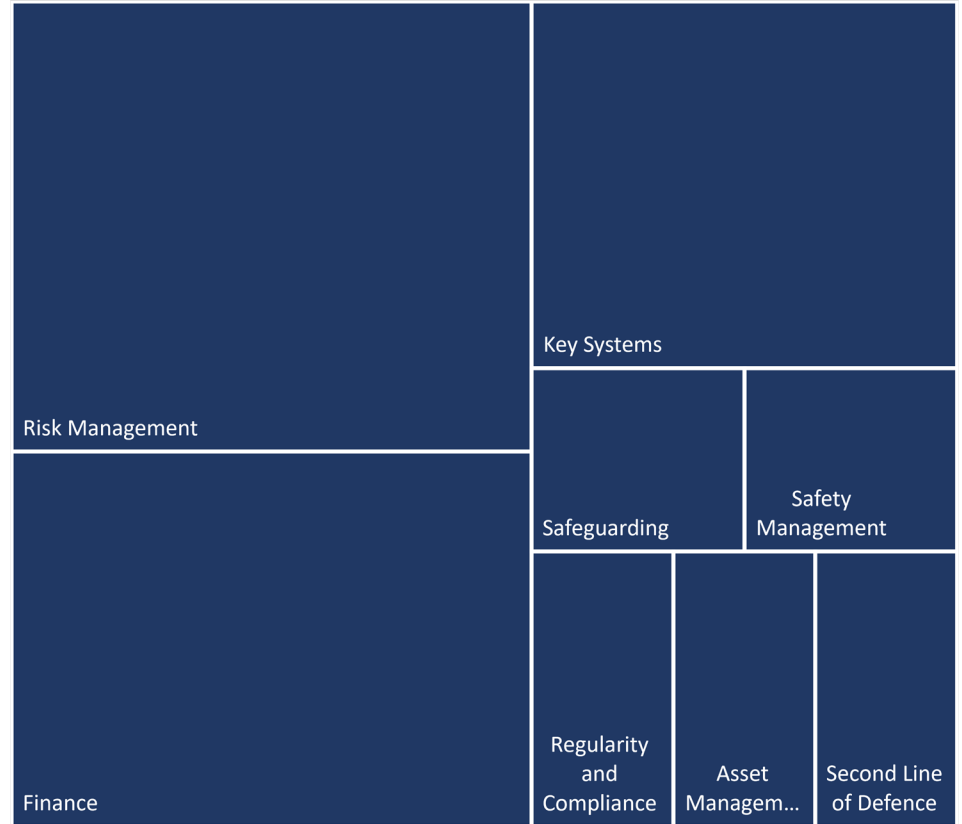 Risk Management
Key Systems
Safeguarding
Safety
Management
Finance
Regularity
and
Compliance
Asset
Managem...
Second Line
of Defence